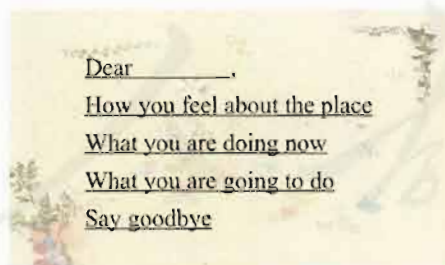 Dear ________,
How you feel about the place
What you are doing now
What you are going to do
Say goodbye